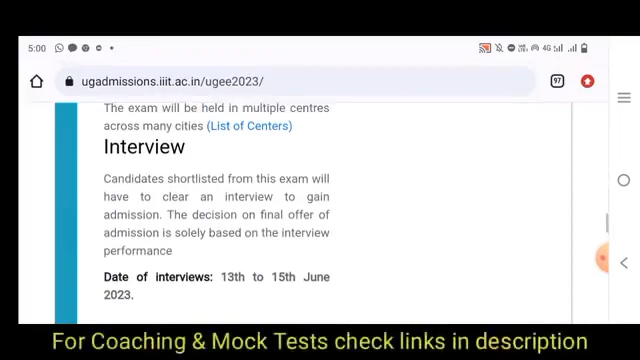 5:00
4G
ugadmissions.iiit.ac.in/ugee2023/
97
The exam will be held in multiple centres
across many cities (List of Centers)
Interview
Candidates shortlisted from this exam will
have to clear an interview to gain
admission. The decision on final offer of
admission is solely based on the interview
performance
Date of interviews: 13th to 15th June
2023.
For Coaching & Mock Tests check links in description